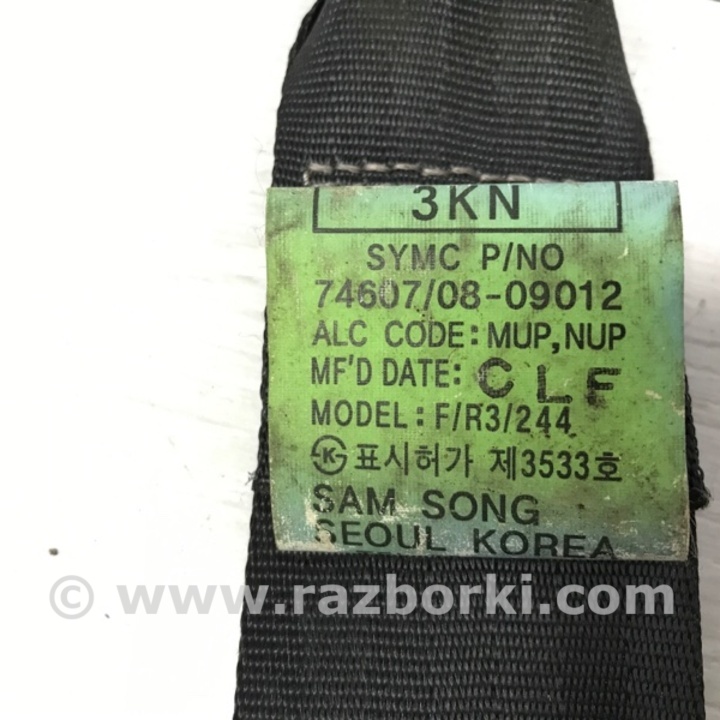 3KN
SYMC P/NO
74607/08-09012
ALC CODE: MUP, NUP
MF'D DATE: CLF
MODEL: F/R3/244
K 표시허가 제3533호
SAM SONG
SEOUL KOREA
© www.razborki.com